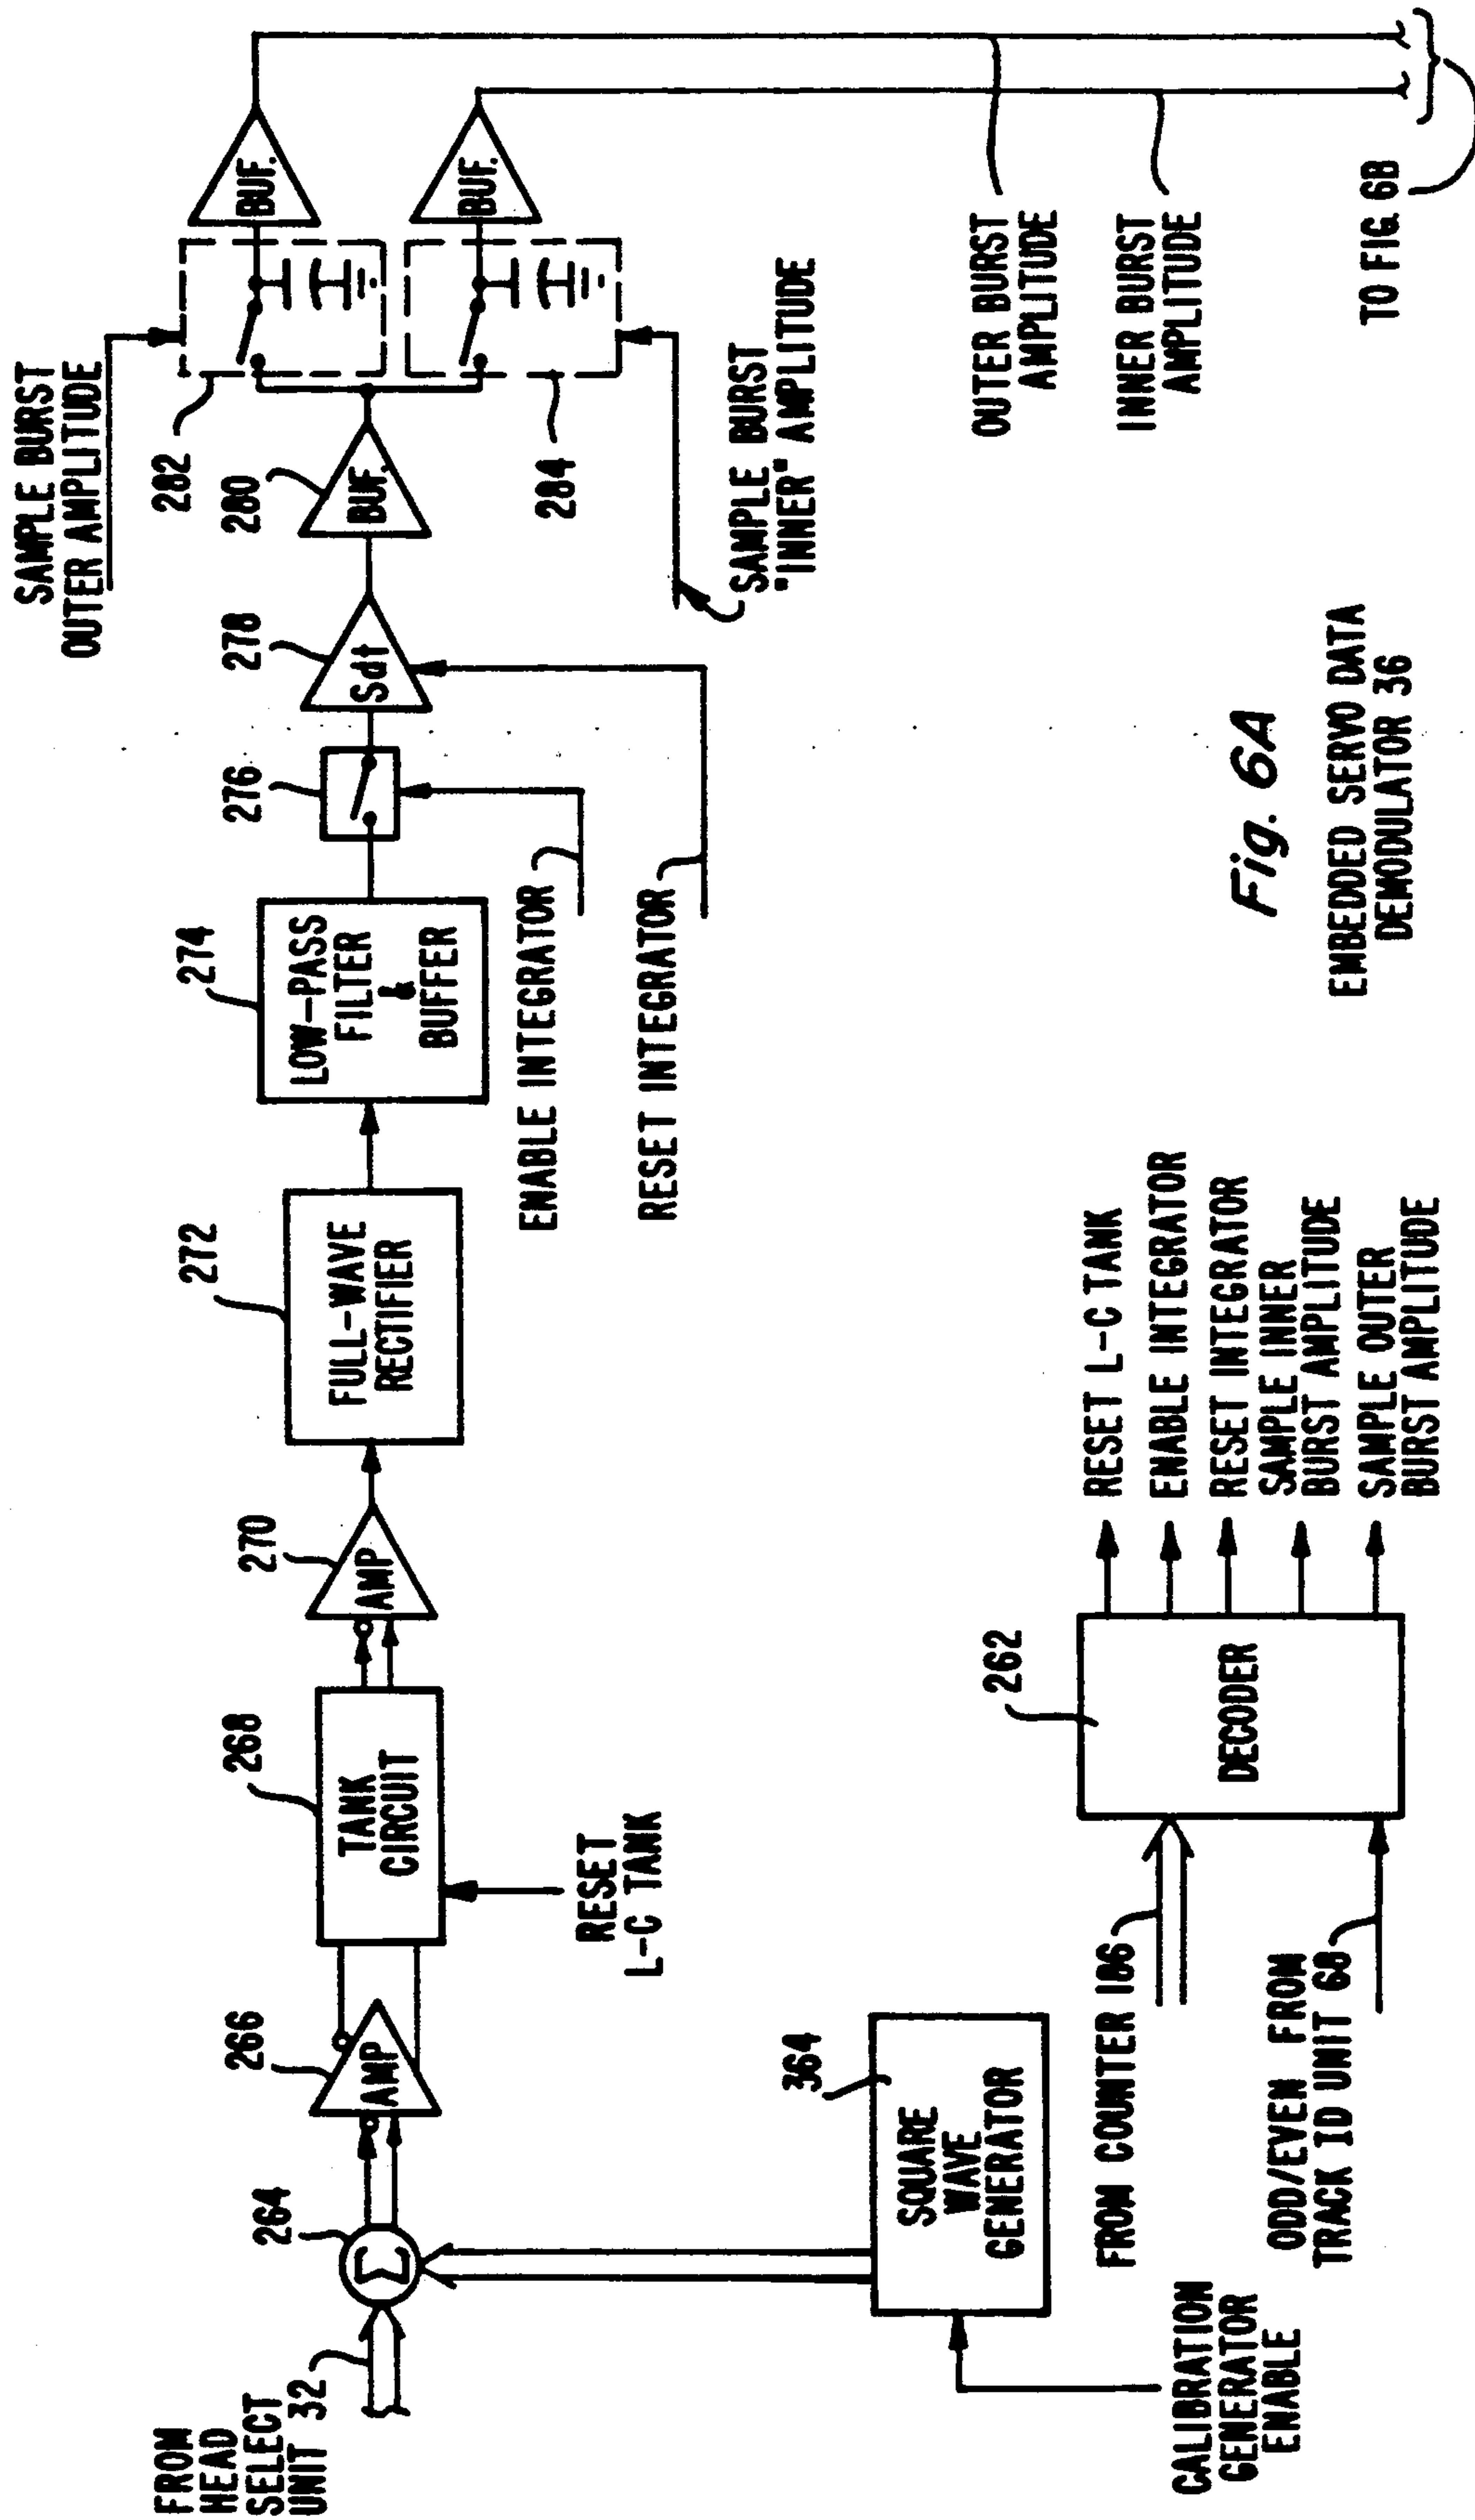 FROM
HEAD
SELECT
UNIT 32
264
Σ
266
AMP
268
TANK
CIRCUIT
RESET
L-C TANK
270
AMP
272
FULL-WAVE
RECTIFIER
274
LOW-PASS
FILTER
&
BUFFER
276
ENABLE INTEGRATOR
RESET INTEGRATOR
278
Sdt
280
BUF.
282
SAMPLE BURST
OUTER AMPLITUDE
284
SAMPLE BURST
"INNER" AMPLITUDE
BUF.
BUF.
OUTER BURST
AMPLITUDE
INNER BURST
AMPLITUDE
TO FIG. 6B
364
SQUARE
WAVE
GENERATOR
CALIBRATION
GENERATOR
ENABLE
FROM COUNTER 186
ODD/EVEN FROM
TRACK ID UNIT 68
262
DECODER
RESET L-C TANK
ENABLE INTEGRATOR
RESET INTEGRATOR
SAMPLE INNER
BURST AMPLITUDE
SAMPLE OUTER
BURST AMPLITUDE
Fig. 6A
EMBEDDED SERVO DATA
DEMODULATOR 36